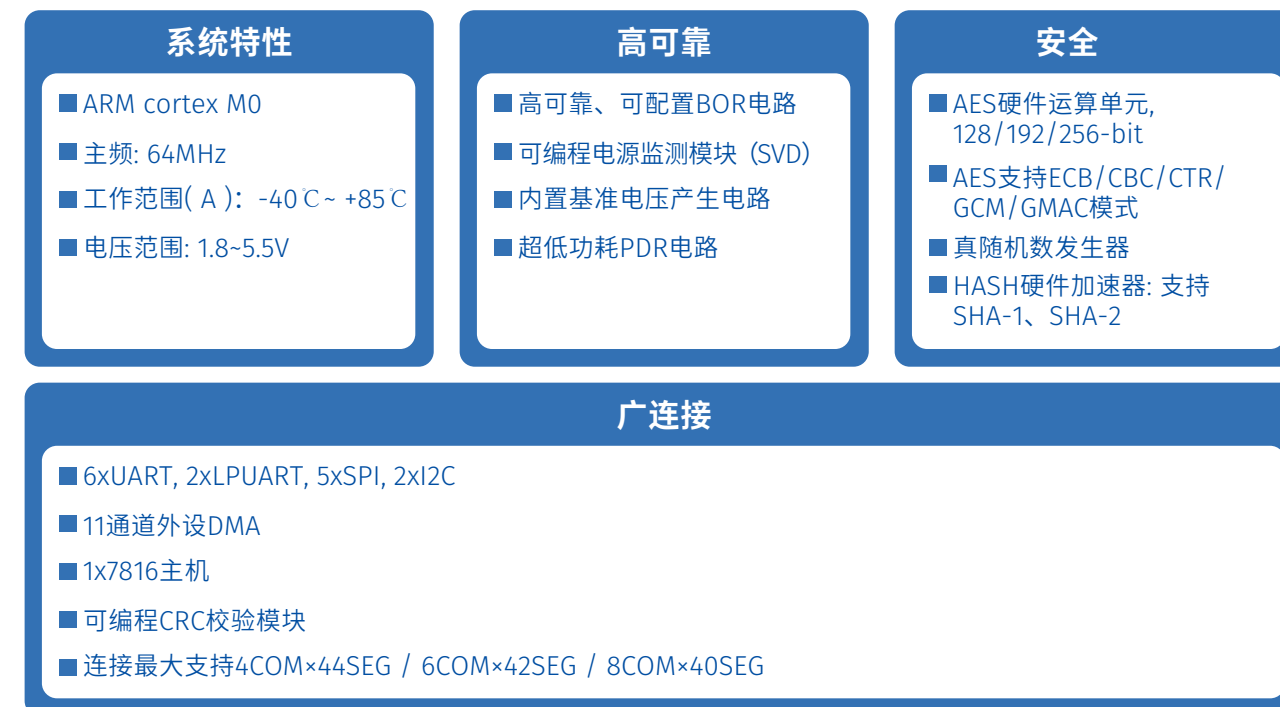 系统特性
ARM cortex M0
主频: 64MHz
工作范围( A ): -40℃~ +85℃
电压范围: 1.8~5.5V
高可靠
高可靠、可配置BOR电路
可编程电源监测模块（SVD）
内置基准电压产生电路
超低功耗PDR电路
安全
AES硬件运算单元,
128/192/256-bit
AES支持ECB/CBC/CTR/
GCM/GMAC模式
真随机数发生器
HASH硬件加速器: 支持
SHA-1、SHA-2
广连接
6xUART, 2xLPUART, 5xSPI, 2xI2C
11通道外设DMA
1x7816主机
可编程CRC校验模块
连接最大支持4COM×44SEG / 6COM×42SEG / 8COM×40SEG